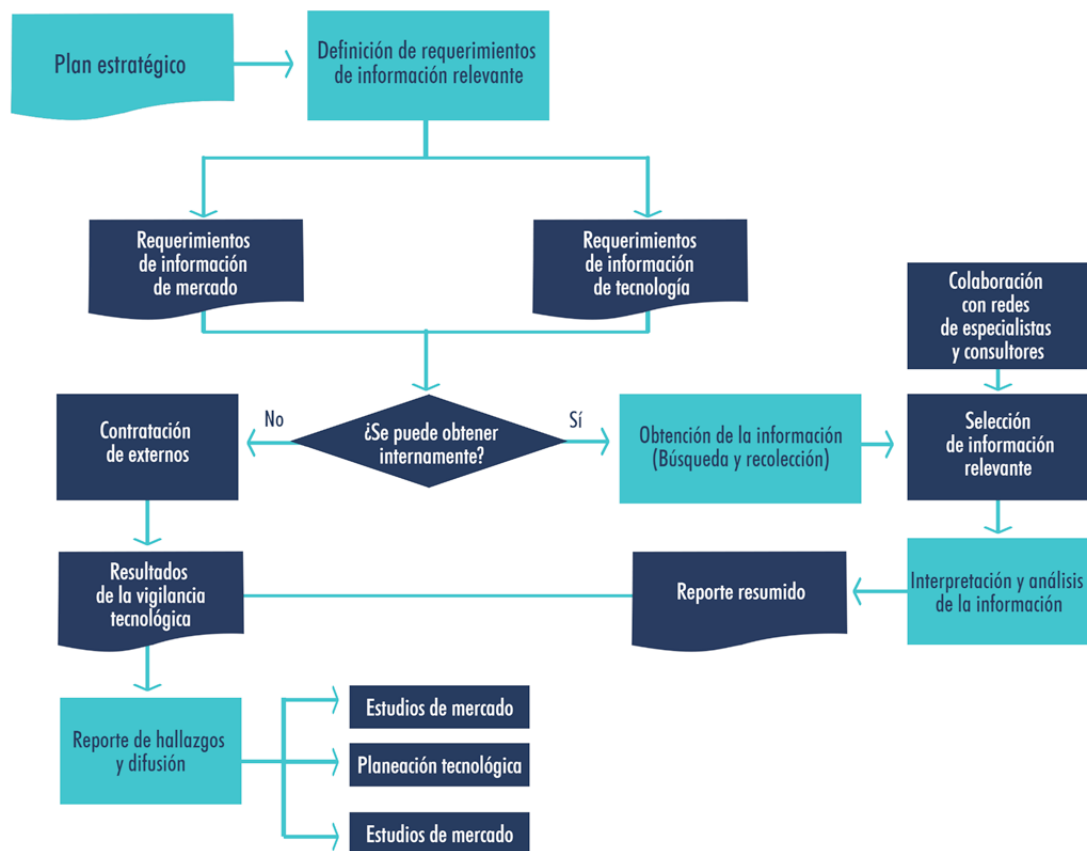 Plan estratégico
Definición de requerimientos
de información relevante
Requerimientos
de información
de mercado
Requerimientos
de información
de tecnología
Colaboración
con redes
de especialistas
y consultores
Contratación
de externos
No
¿Se puede obtener
internamente?
Sí
Obtención de la información
(Búsqueda y recolección)
Selección
de información
relevante
Resultados
de la vigilancia
tecnológica
Reporte resumido
Interpretación y análisis
de la información
Reporte de hallazgos
y difusión
Estudios de mercado
Planeación tecnológica
Estudios de mercado